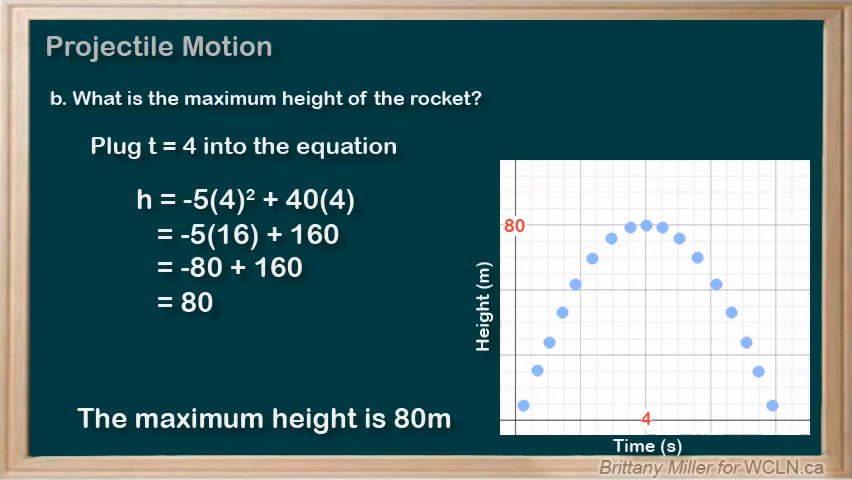 Projectile Motion
b. What is the maximum height of the rocket?
Plug t = 4 into the equation
h = -5(4)² + 40(4)
= -5(16) + 160
= -80 + 160
= 80
The maximum height is 80m
80
Height (m)
4
Time (s)
Brittany Miller for WCLN.ca